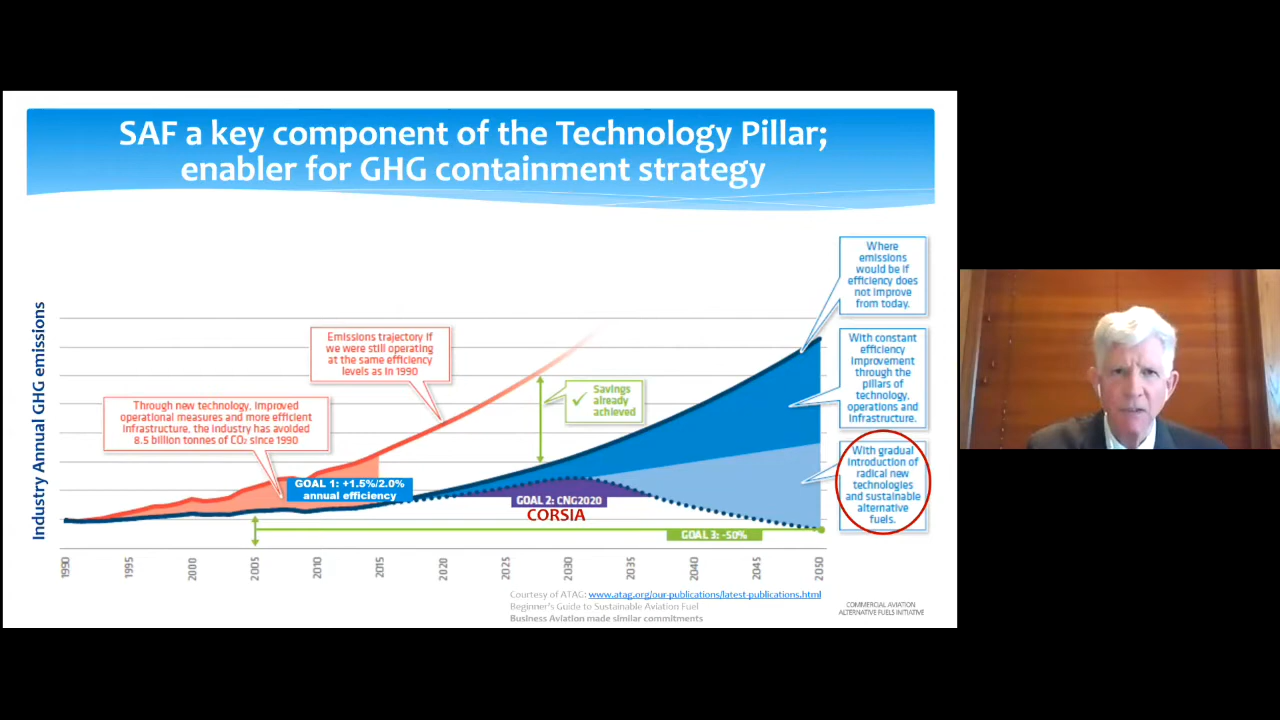 SAF a key component of the Technology Pillar;
enabler for GHG containment strategy
Where
emissions
would be if
efficiency does
not improve
from today.
Industry Annual GHG emissions
Emissions trajectory if
we were still operating
at the same efficiency
levels as in 1990
With constant
efficiency
improvement
through the
pillars of
technology,
operations and
infrastructure.
Savings
already
achieved
Through new technology, improved
operational measures and more efficient
infrastructure, the industry has avoided
8.5 billion tonnes of CO₂ since 1990
With gradual
introduction of
radical new
technologies
and sustainable
alternative
fuels.
GOAL 1: +1.5%/2.0%
annual efficiency
GOAL 2: CNG2020
CORSIA
GOAL 3: -50%
1990 1995 2000 2005 2010 2015 2020 2025 2030 2035 2040 2045 2050
Courtesy of ATAG: www.atag.org/our-publications/latest-publications.html
Beginner's Guide to Sustainable Aviation Fuel
Business Aviation made similar commitments
COMMERCIAL AVIATION
ALTERNATIVE FUELS INITIATIVE